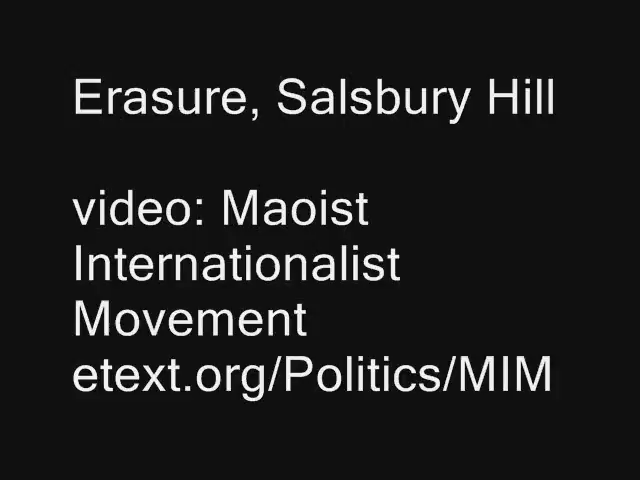 Erasure, Salsbury Hill
video: Maoist
Internationalist
Movement
etext.org/Politics/MIM